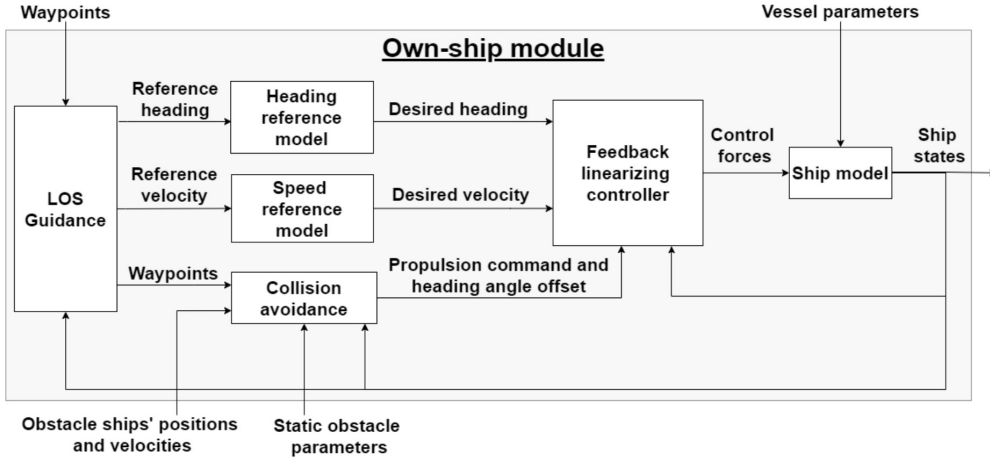 Waypoints
Vessel parameters
Own-ship module
Reference
heading
Heading
reference
model
Desired heading
Feedback
linearizing
controller
Control
forces
Ship model
Ship
states
LOS
Guidance
Reference
velocity
Speed
reference
model
Desired velocity
Waypoints
Collision
avoidance
Propulsion command and
heading angle offset
Obstacle ships' positions
and velocities
Static obstacle
parameters